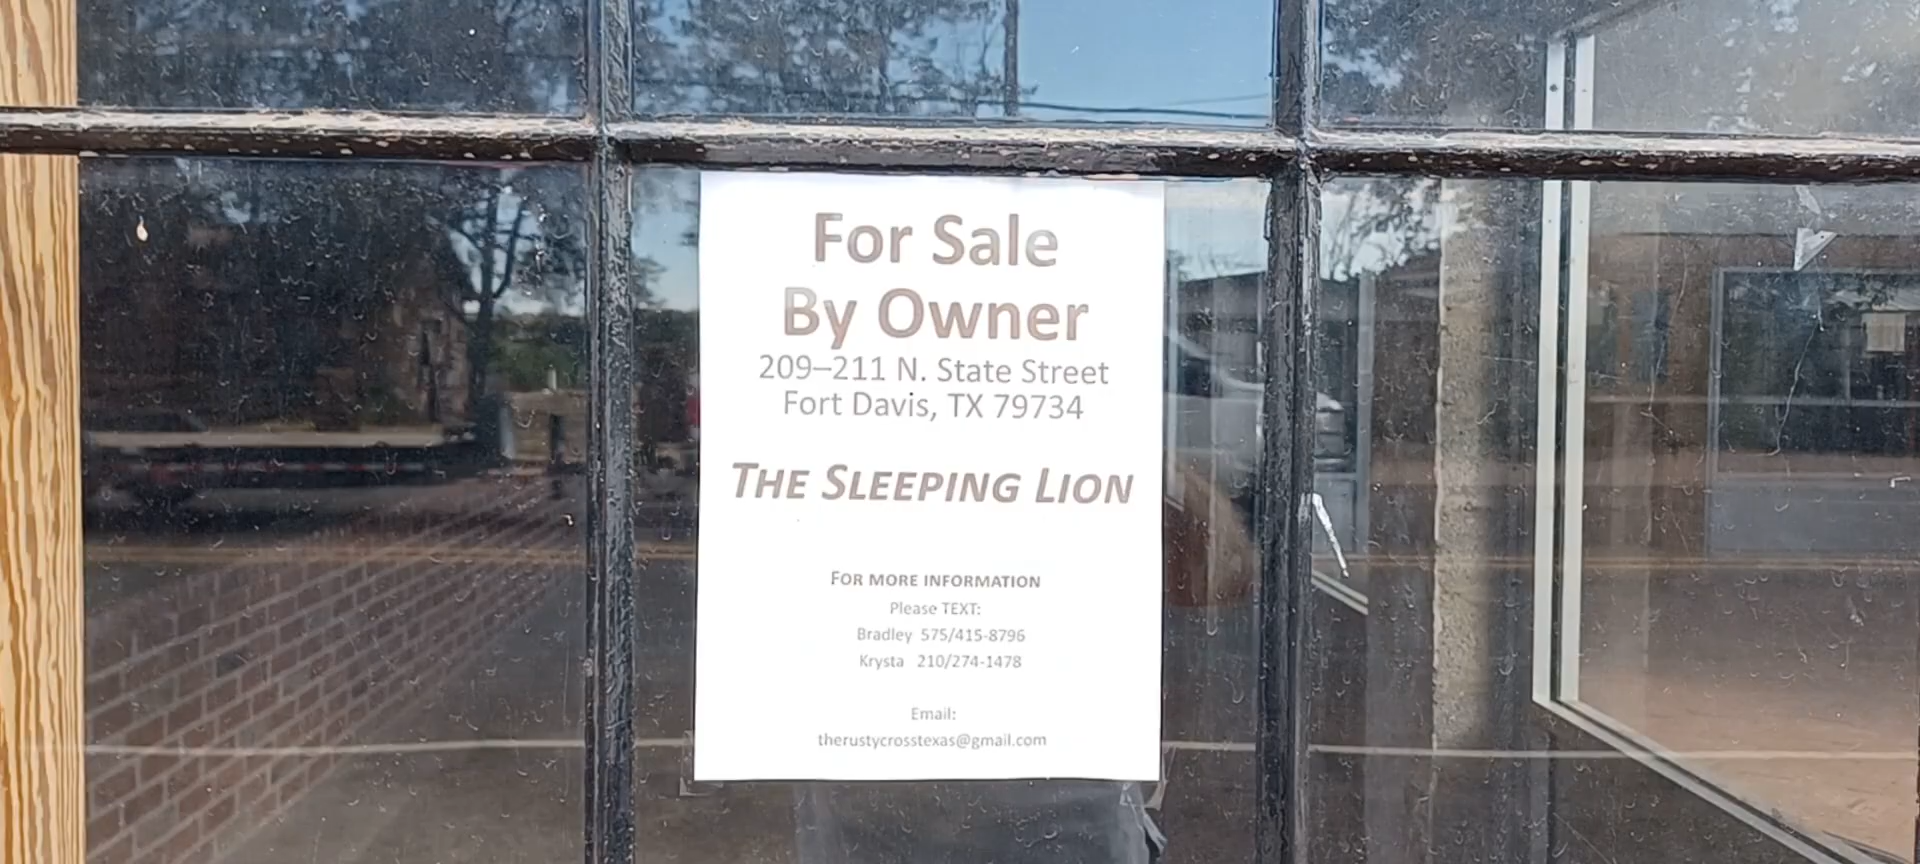 For Sale
By Owner
209–211 N. State Street
Fort Davis, TX 79734
THE SLEEPING LION
FOR MORE INFORMATION
Please TEXT:
Bradley 575/415-8796
Krysta 210/274-1478
Email:
therustycrosstexas@gmail.com